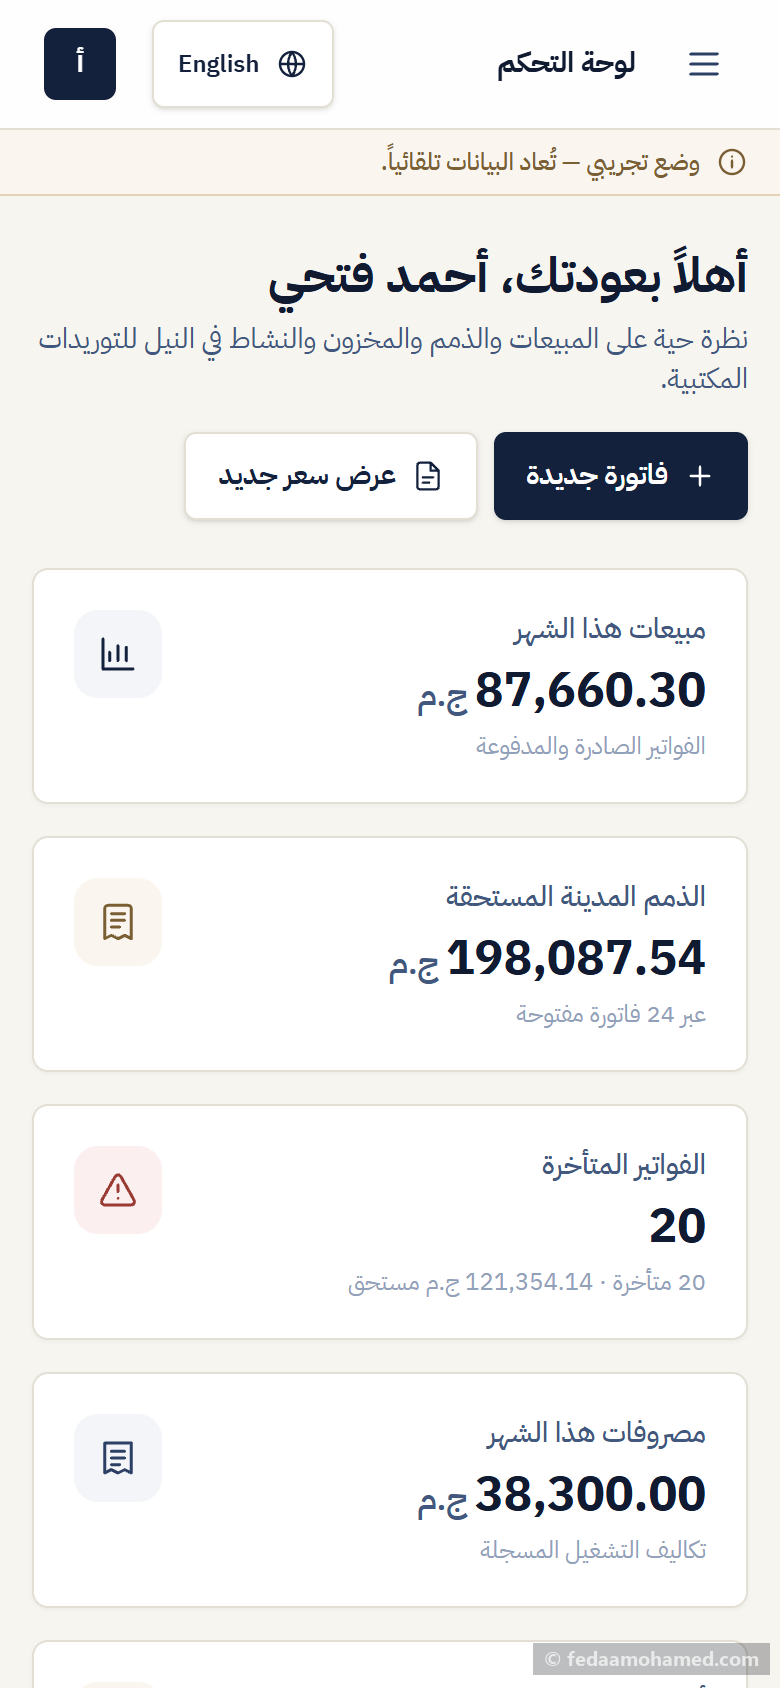 لوحة التحكم
English
أ
وضع تجريبي — تُعاد البيانات تلقائياً.
أهلاً بعودتك، أحمد فتحي
نظرة حية على المبيعات والذمم والمخزون والنشاط في النيل للتوريدات
المكتبية.
فاتورة جديدة
عرض سعر جديد
مبيعات هذا الشهر
87,660.30 ج.م
الفواتير الصادرة والمدفوعة
الذمم المدينة المستحقة
198,087.54 ج.م
عبر 24 فاتورة مفتوحة
الفواتير المتأخرة
20
20 متأخرة · 121,354.14 ج.م مستحق
مصروفات هذا الشهر
38,300.00 ج.م
تكاليف التشغيل المسجلة
© fedaamohamed.com